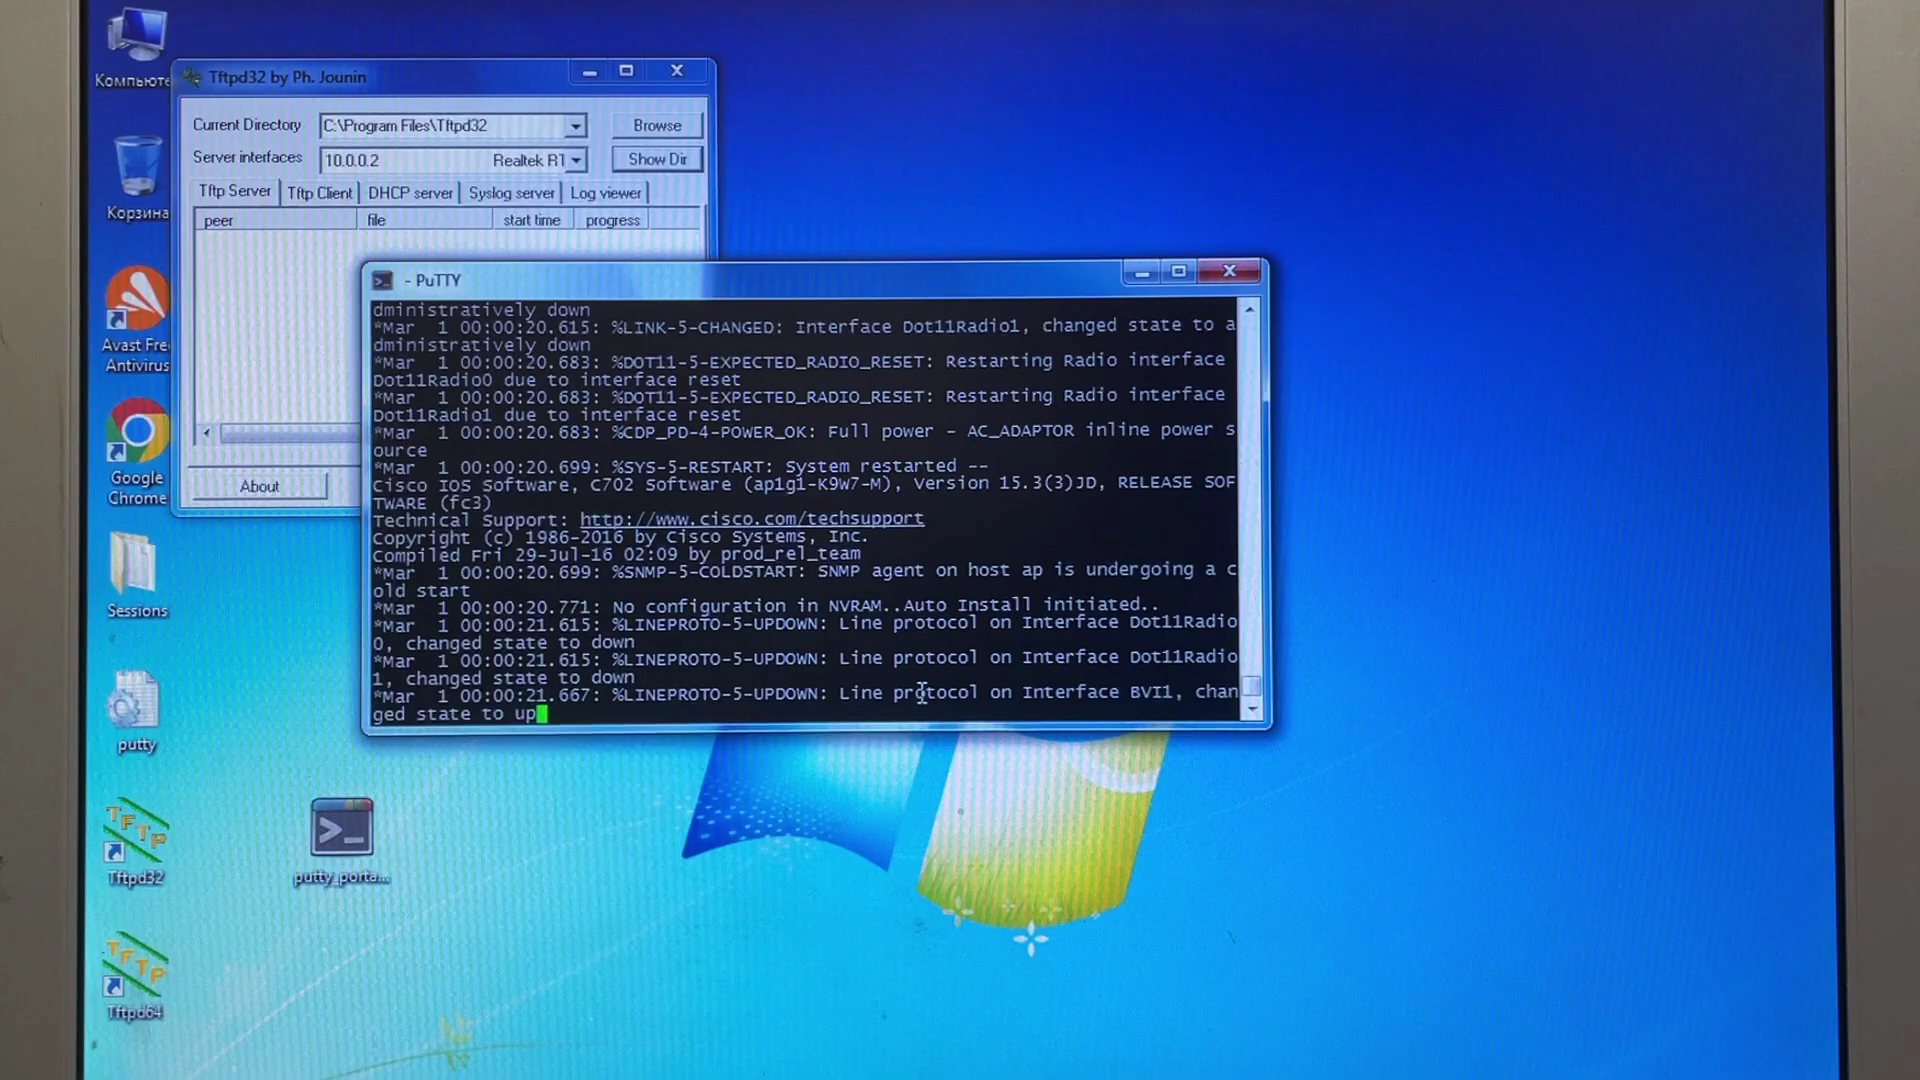 Компьюте
Корзина
Avast Fre
Antivirus
Google
Chrome
Sessions
putty
TFTP
Tftpd32
TFTP
Tftpd64
putty_porta...
Tftpd32 by Ph. Jounin
Current Directory C:\Program Files\Tftpd32 Browse
Server interfaces 10.0.0.2 Realtek RT Show Dir
Tftp Server Tftp Client DHCP server Syslog server Log viewer
peer file start time progress
About
- PuTTY
dministratively down
*Mar  1 00:00:20.615: %LINK-5-CHANGED: Interface Dot11Radio1, changed state to a
dministratively down
*Mar  1 00:00:20.683: %DOT11-5-EXPECTED_RADIO_RESET: Restarting Radio interface
Dot11Radio0 due to interface reset
*Mar  1 00:00:20.683: %DOT11-5-EXPECTED_RADIO_RESET: Restarting Radio interface
Dot11Radio1 due to interface reset
*Mar  1 00:00:20.683: %CDP_PD-4-POWER_OK: Full power - AC_ADAPTOR inline power s
ource
*Mar  1 00:00:20.699: %SYS-5-RESTART: System restarted --
Cisco IOS Software, C702 Software (ap1g1-K9W7-M), Version 15.3(3)JD, RELEASE SOF
TWARE (fc3)
Technical Support: http://www.cisco.com/techsupport
Copyright (c) 1986-2016 by Cisco Systems, Inc.
Compiled Fri 29-Jul-16 02:09 by prod_rel_team
*Mar  1 00:00:20.699: %SNMP-5-COLDSTART: SNMP agent on host ap is undergoing a c
old start
*Mar  1 00:00:20.771: No configuration in NVRAM..Auto Install initiated..
*Mar  1 00:00:21.615: %LINEPROTO-5-UPDOWN: Line protocol on Interface Dot11Radio
0, changed state to down
*Mar  1 00:00:21.615: %LINEPROTO-5-UPDOWN: Line protocol on Interface Dot11Radio
1, changed state to down
*Mar  1 00:00:21.667: %LINEPROTO-5-UPDOWN: Line protocol on Interface BVI1, chan
ged state to up